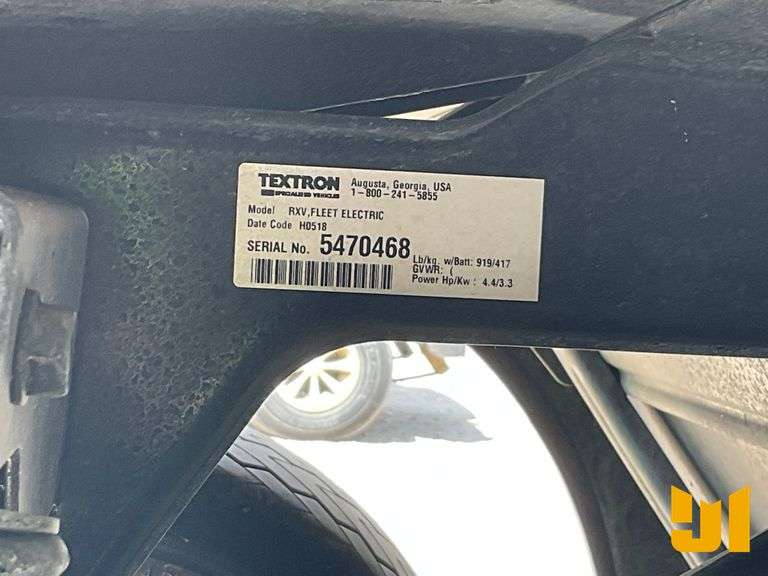 TEXTRON
SPECIALIZED VEHICLES
Augusta, Georgia, USA
1-800-241-5855
Model RXV,FLEET ELECTRIC
Date Code H0518
SERIAL No. 5470468
Lb/kg. w/Batt: 919/417
GVWR: (
Power Hp/Kw : 4.4/3.3